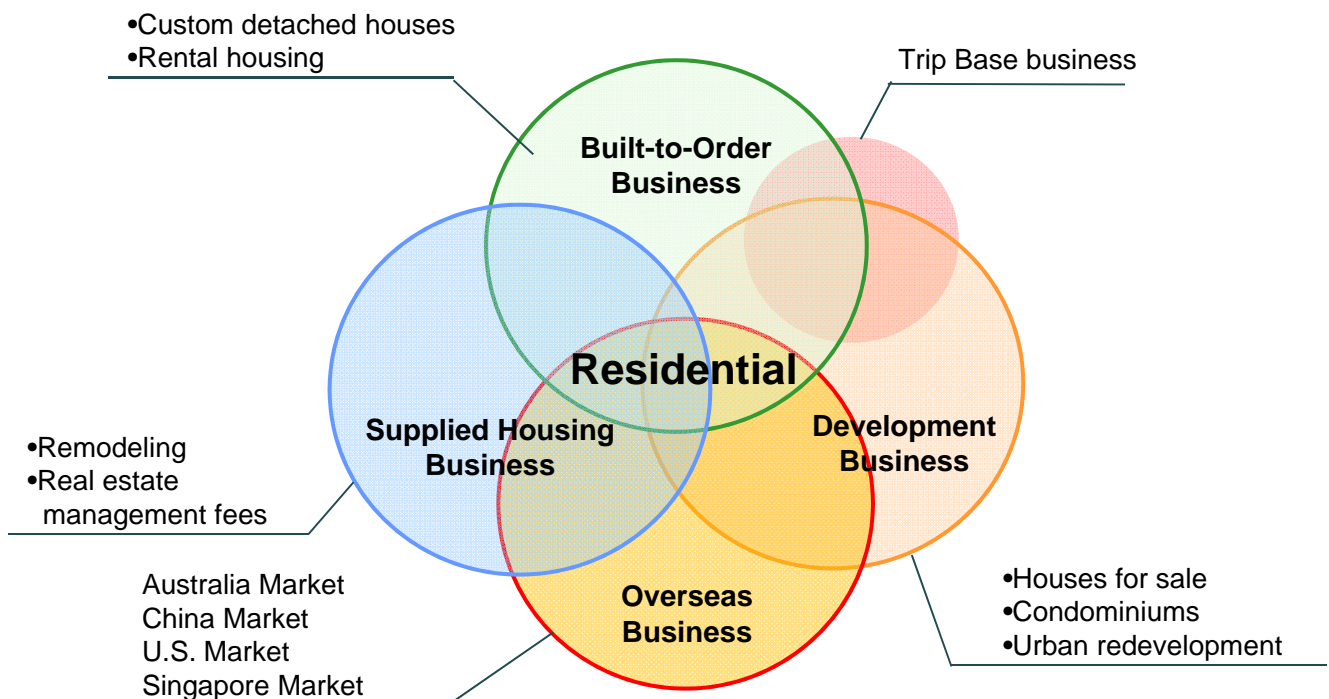 •Custom detached houses
•Rental housing
Trip Base business
Built-to-Order
Business
Residential
Supplied Housing
Business
Development
Business
•Remodeling
•Real estate
management fees
Overseas
Business
Australia Market
China Market
U.S. Market
Singapore Market
•Houses for sale
•Condominiums
•Urban redevelopment